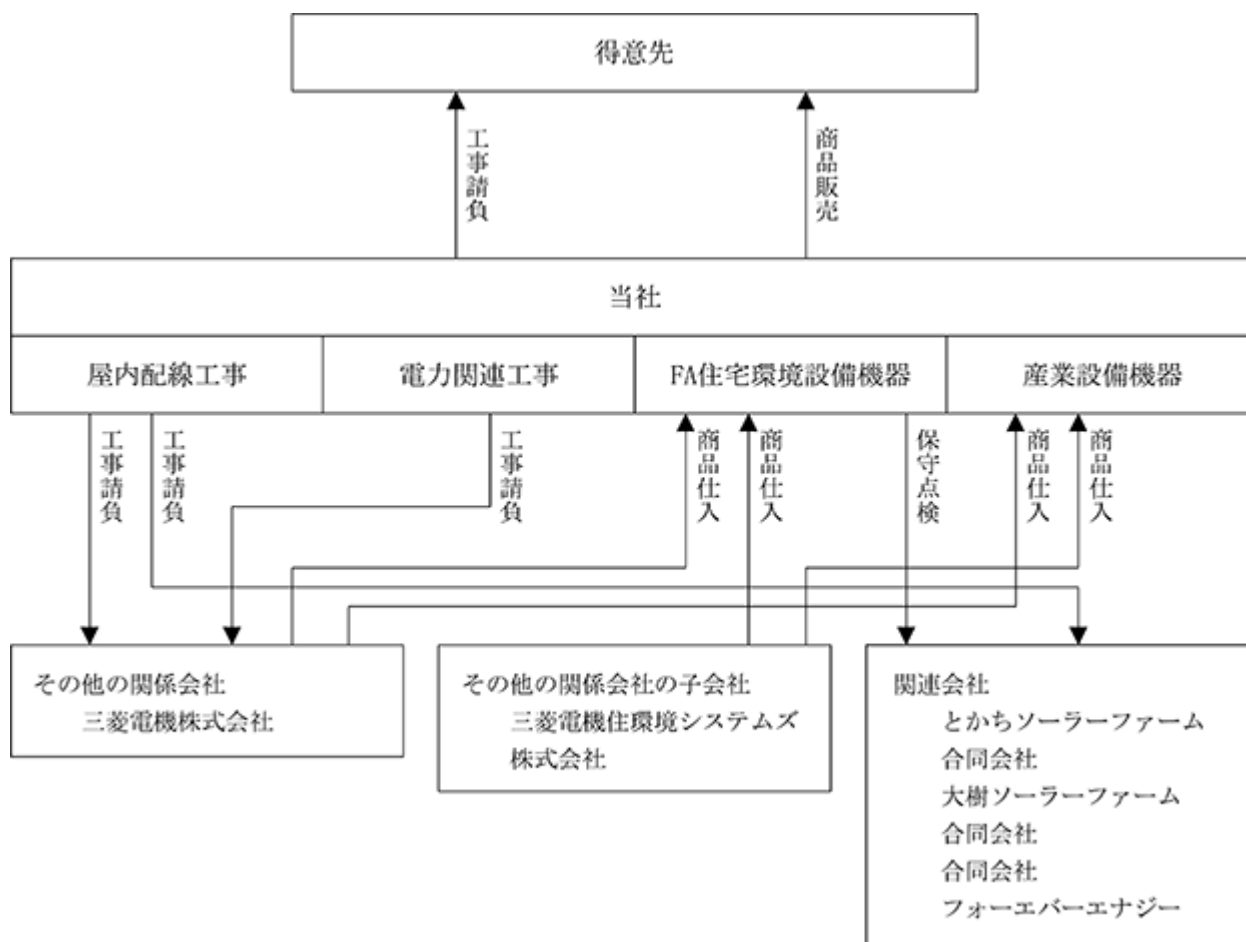 得意先
工事請負
商品販売
当社
屋内配線工事
電力関連工事
FA住宅環境設備機器
産業設備機器
工事請負
工事請負
工事請負
商品仕入
商品仕入
保守点検
商品仕入
商品仕入
その他の関係会社
三菱電機株式会社
その他の関係会社の子会社
三菱電機住環境システムズ
株式会社
関連会社
とかちソーラーファーム
合同会社
大樹ソーラーファーム
合同会社
合同会社
フォーエバーエナジー